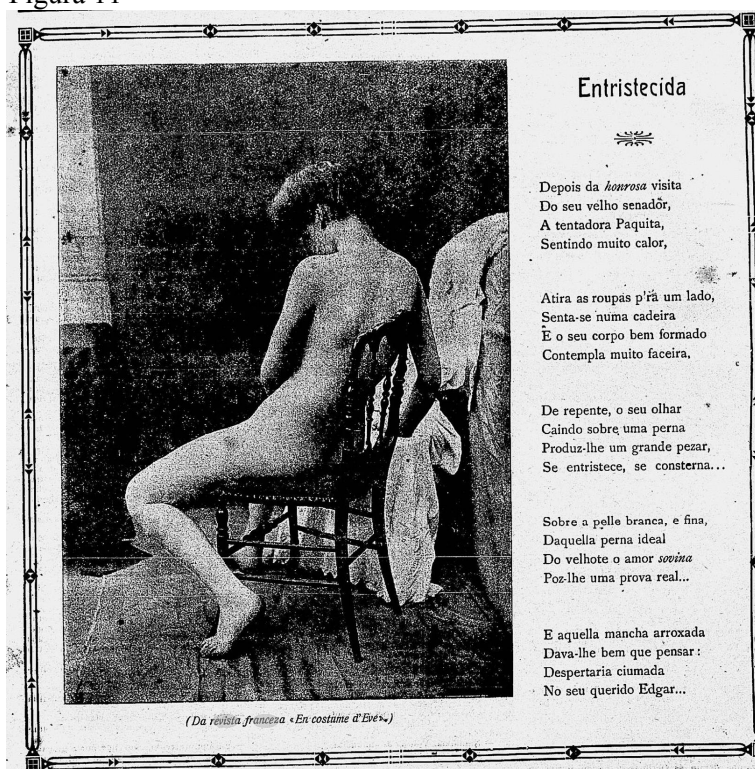 Figura 11
Entristecida
Depois da honrosa visita
Do seu velho senador,
A tentadora Paquita,
Sentindo muito calor,
Atira as roupas p'ra um lado,
Senta-se numa cadeira
E o seu corpo bem formado
Contempla muito faceira,
De repente, o seu olhar
Caindo sobre uma perna
Produz-lhe um grande pezar,
Se entristece, se consterna...
Sobre a pelle branca, e fina,
Daquella perna ideal
Do velhote o amor sovina
Poz-lhe uma prova real...
E aquella mancha arroxada
Dava-lhe bem que pensar:
Despertaria ciumada
No seu querido Edgar...
(Da revista franceza «En costume d'Eve».)